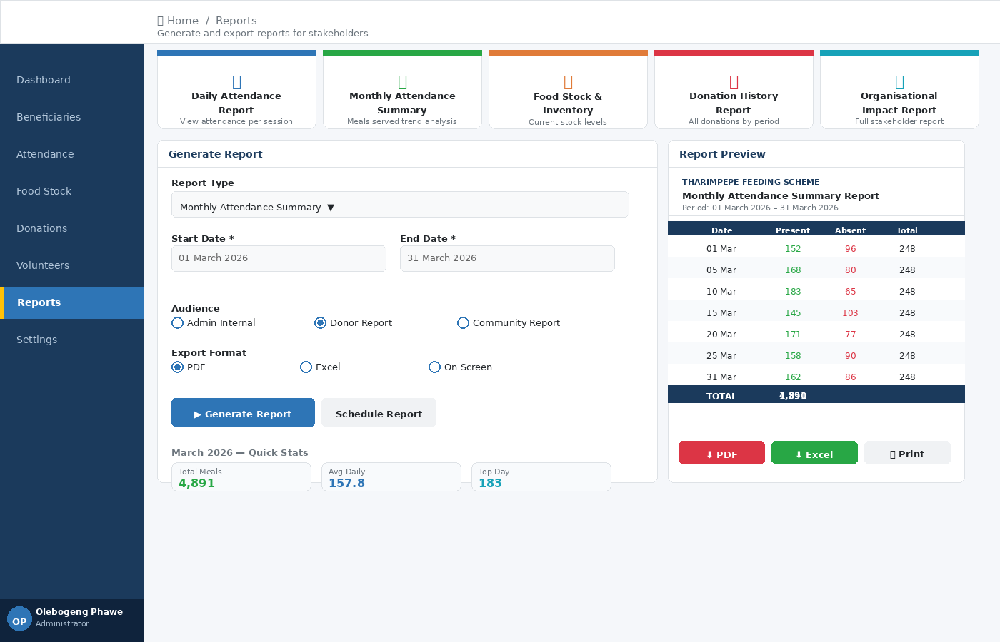 Home / Reports
Generate and export reports for stakeholders
Dashboard
Beneficiaries
Attendance
Food Stock
Donations
Volunteers
Reports
Settings
OP
Olebogeng Phawe
Administrator
Daily Attendance
Report
View attendance per session
Monthly Attendance
Summary
Meals served trend analysis
Food Stock &
Inventory
Current stock levels
Donation History
Report
All donations by period
Organisational
Impact Report
Full stakeholder report
Generate Report
Report Type
Monthly Attendance Summary ▼
Start Date * End Date *
01 March 2026 31 March 2026
Audience
Admin Internal Donor Report Community Report
Export Format
PDF Excel On Screen
▶ Generate Report Schedule Report
March 2026 — Quick Stats
Total Meals Avg Daily Top Day
4,891 157.8 183
Report Preview
THARIMPEPE FEEDING SCHEME
Monthly Attendance Summary Report
Period: 01 March 2026 – 31 March 2026
Date Present Absent Total
01 Mar 152 96 248
05 Mar 168 80 248
10 Mar 183 65 248
15 Mar 145 103 248
20 Mar 171 77 248
25 Mar 158 90 248
31 Mar 162 86 248
TOTAL
⬇ PDF ⬇ Excel Print